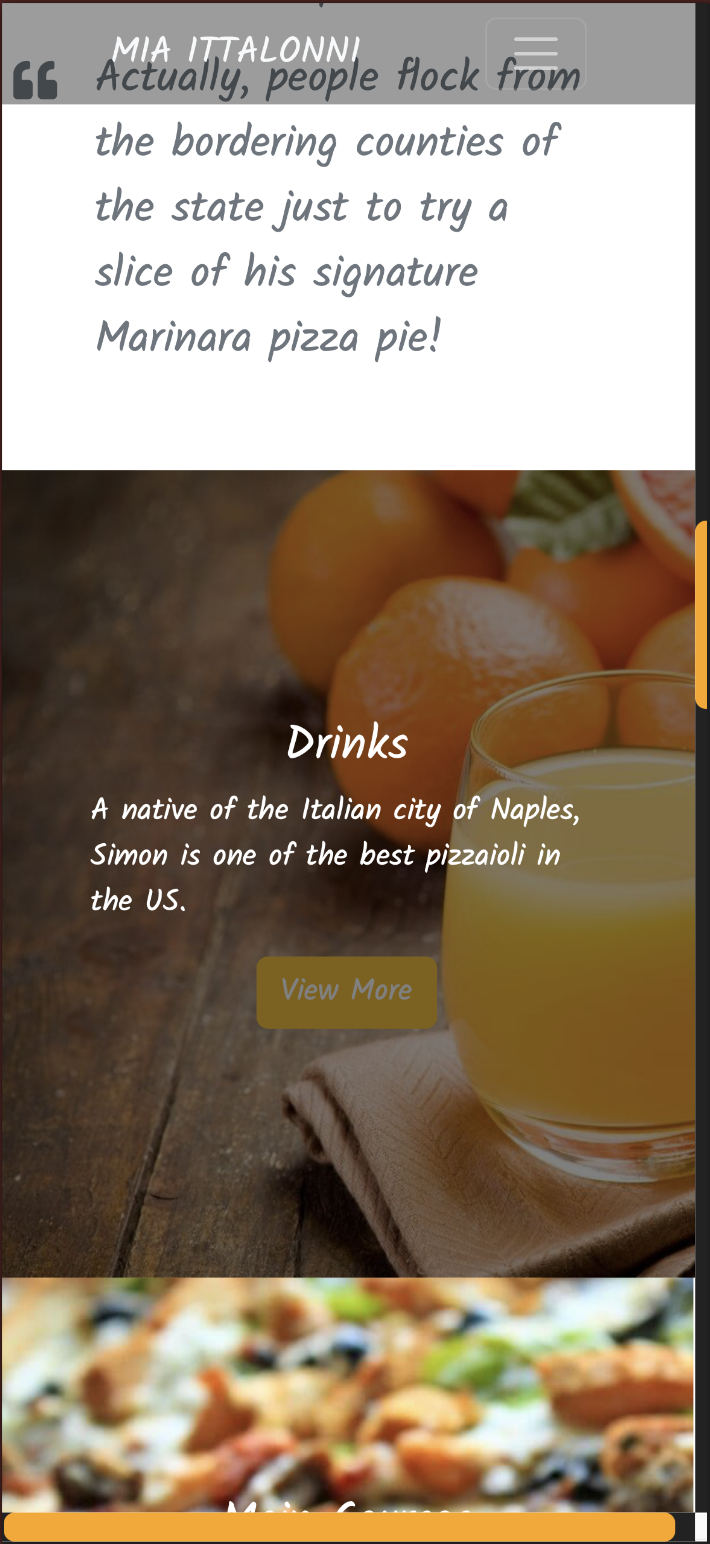 MIA ITTALONNI
Actually, people flock from
the bordering counties of
the state just to try a
slice of his signature
Marinara pizza pie!
Drinks
A native of the Italian city of Naples,
Simon is one of the best pizzaioli in
the US.
View More
Main Courses